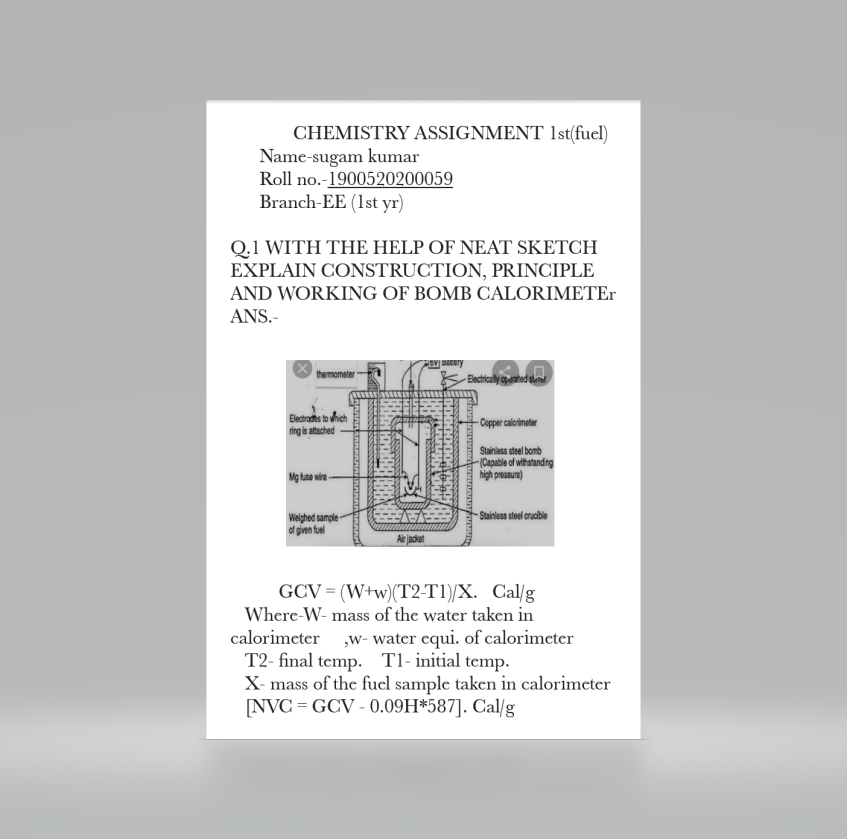 CHEMISTRY ASSIGNMENT 1st(fuel)
Name-sugam kumar
Roll no.-1900520200059
Branch-EE (1st yr)
Q.1 WITH THE HELP OF NEAT SKETCH
EXPLAIN CONSTRUCTION, PRINCIPLE
AND WORKING OF BOMB CALORIMETEr
ANS.-
thermometer
6V Battery
Electrically operated stirrer
Electrodes to which
ring is attached
Copper calorimeter
Stainless steel bomb
(Capable of withstanding
high pressure)
Mg fuse wire
Weighed sample
of given fuel
Stainless steel crucible
Air jacket
GCV = (W+w)(T2-T1)/X. Cal/g
Where-W- mass of the water taken in
calorimeter ,w- water equi. of calorimeter
T2- final temp. T1- initial temp.
X- mass of the fuel sample taken in calorimeter
[NVC = GCV - 0.09H*587]. Cal/g